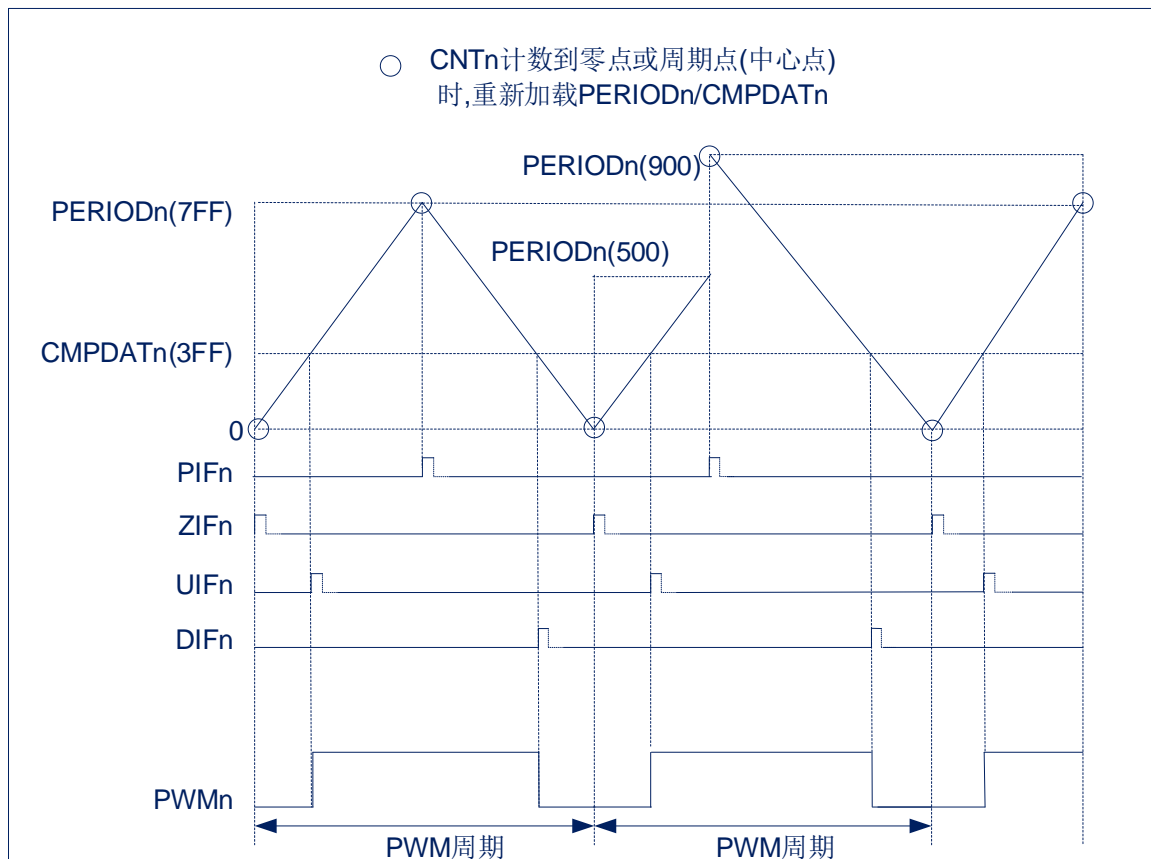 CNTn计数到零点或周期点(中心点)
时,重新加载PERIODn/CMPDATn
PERIODn(900)
PERIODn(7FF)
PERIODn(500)
CMPDATn(3FF)
0
PIFn
ZIFn
UIFn
DIFn
PWMn
PWM周期
PWM周期